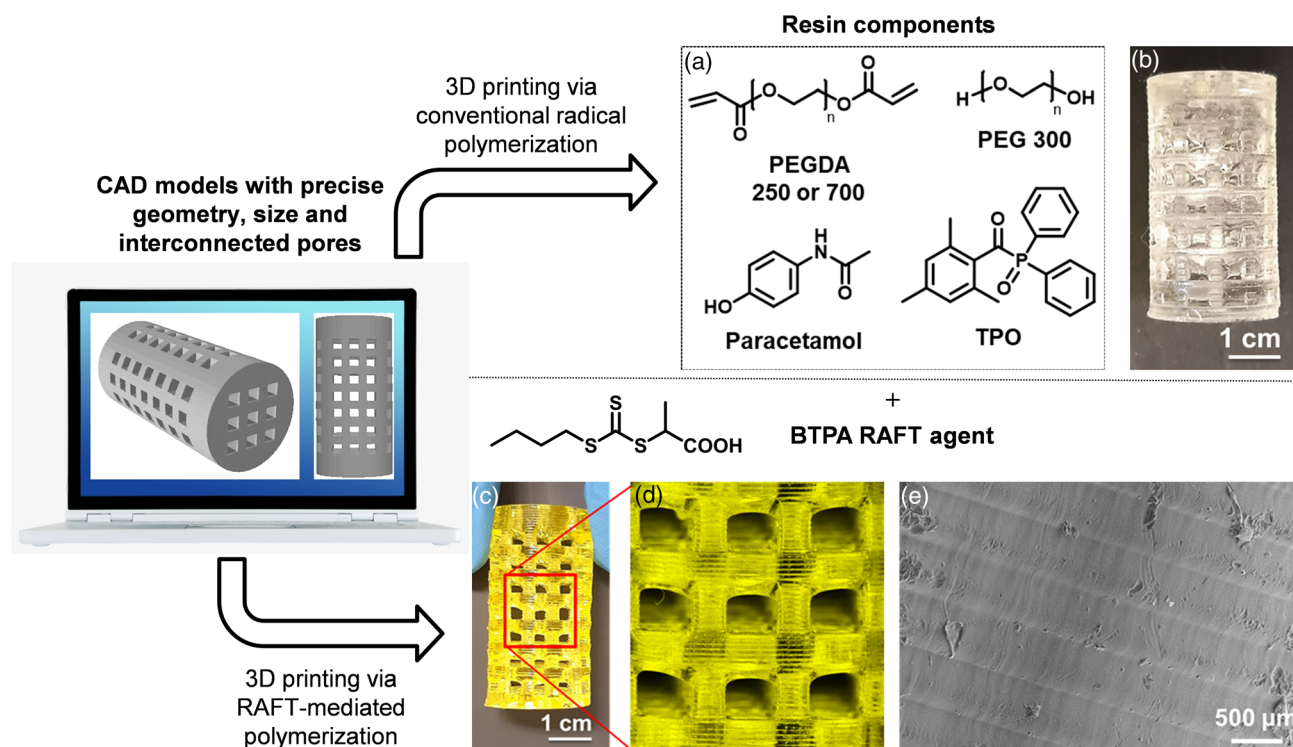 Resin components
(a)
O
O
O
O
n
PEGDA
250 or 700
H
O
OH
n
PEG 300
HO
H
N
O
Paracetamol
O
P
O
TPO
(b)
1 cm
3D printing via
conventional radical
polymerization
CAD models with precise
geometry, size and
interconnected pores
S
S
S
COOH
+
BTPA RAFT agent
3D printing via
RAFT-mediated
polymerization
(c)
1 cm
(d)
(e)
500 µm